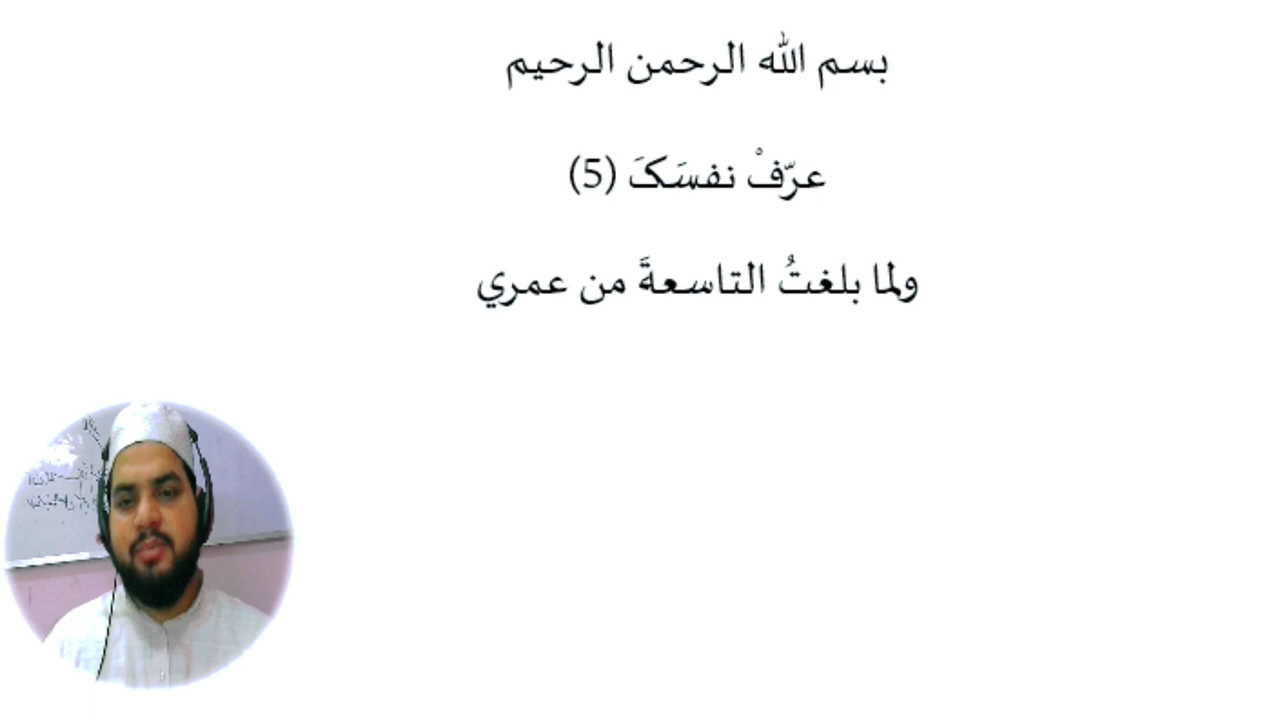 بسم الله الرحمن الرحيم
عرّفْ نفسَکَ (5)
ولما بلغتُ التاسعةَ من عمري